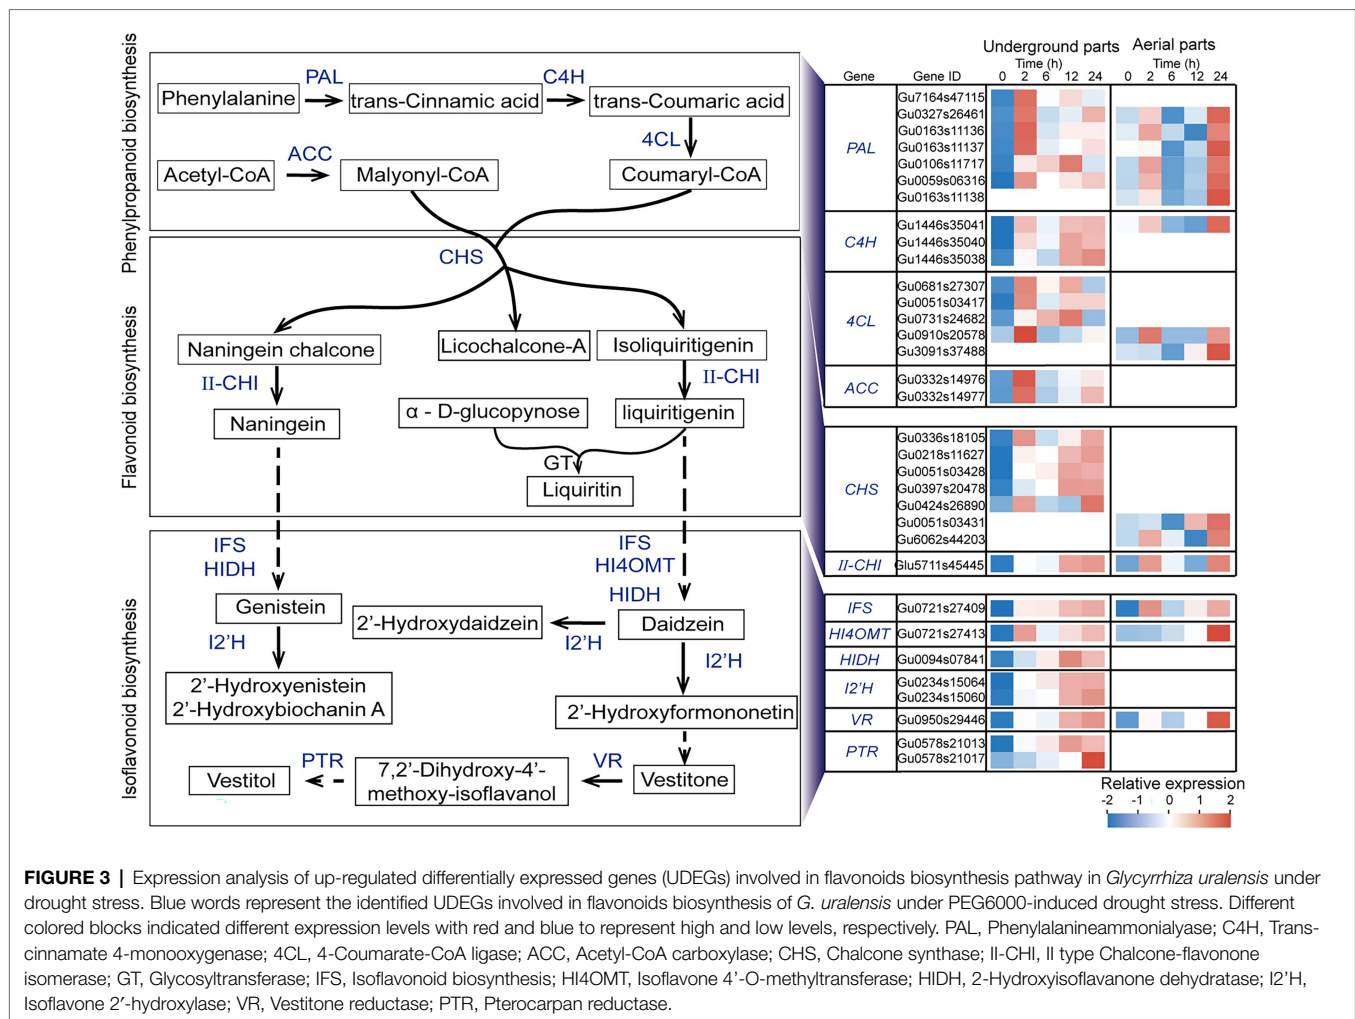 Phenylpropanoid biosynthesis
Phenylalanine
PAL
trans-Cinnamic acid
C4H
trans-Coumaric acid
4CL
Acetyl-CoA
ACC
Malyonyl-CoA
Coumaryl-CoA
Flavonoid biosynthesis
CHS
Naningein chalcone
Licochalcone-A
Isoliquiritigenin
II-CHI
II-CHI
Naningein
α - D-glucopynose
liquiritigenin
GT
Liquiritin
Isoflavonoid biosynthesis
IFS
HIDH
IFS
HI4OMT
HIDH
Genistein
2'-Hydroxydaidzein
I2'H
Daidzein
I2'H
I2'H
2'-Hydroxyenistein
2'-Hydroxybiochanin A
2'-Hydroxyformononetin
Vestitol
PTR
7,2'-Dihydroxy-4'-
methoxy-isoflavanol
VR
Vestitone
Underground parts Aerial parts
Time (h) Time (h)
Gene Gene ID 0 2 6 12 24 0 2 6 12 24
PAL
Gu7164s47115
Gu0327s26461
Gu0163s11136
Gu0163s11137
Gu0106s11717
Gu0059s06316
Gu0163s11138
C4H
Gu1446s35041
Gu1446s35040
Gu1446s35038
4CL
Gu0681s27307
Gu0051s03417
Gu0731s24682
Gu0910s20578
Gu3091s37488
ACC
Gu0332s14976
Gu0332s14977
CHS
Gu0336s18105
Gu0218s11627
Gu0051s03428
Gu0397s20478
Gu0424s26890
Gu0051s03431
Gu6062s44203
II-CHI Glu5711s45445
IFS Gu0721s27409
HI4OMT Gu0721s27413
HIDH Gu0094s07841
I2'H
Gu0234s15064
Gu0234s15060
VR Gu0950s29446
PTR
Gu0578s21013
Gu0578s21017
Relative expression
-2 -1 0 1 2
FIGURE 3 | Expression analysis of up-regulated differentially expressed genes (UDEGs) involved in flavonoids biosynthesis pathway in Glycyrrhiza uralensis under
drought stress. Blue words represent the identified UDEGs involved in flavonoids biosynthesis of G. uralensis under PEG6000-induced drought stress. Different
colored blocks indicated different expression levels with red and blue to represent high and low levels, respectively. PAL, Phenylalanineammonialyase; C4H, Trans-
cinnamate 4-monooxygenase; 4CL, 4-Coumarate-CoA ligase; ACC, Acetyl-CoA carboxylase; CHS, Chalcone synthase; II-CHI, II type Chalcone-flavonone
isomerase; GT, Glycosyltransferase; IFS, Isoflavonoid biosynthesis; HI4OMT, Isoflavone 4'-O-methyltransferase; HIDH, 2-Hydroxyisoflavanone dehydratase; I2'H,
Isoflavone 2′-hydroxylase; VR, Vestitone reductase; PTR, Pterocarpan reductase.